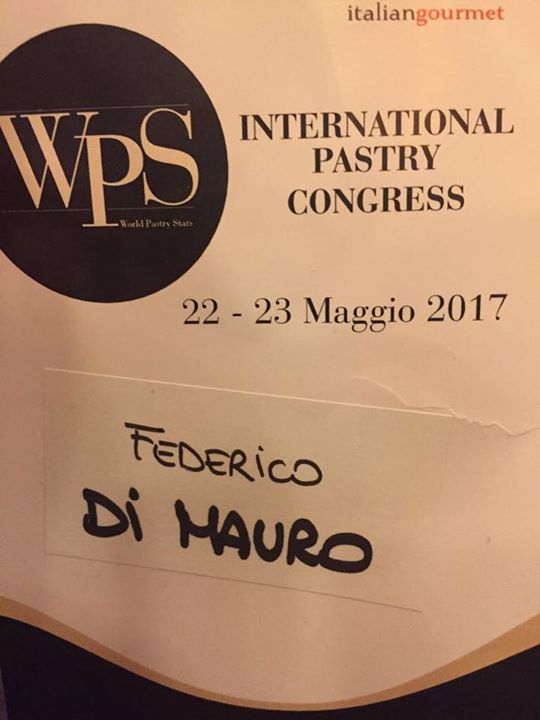 italiangourmet
WPS
World Pastry Stars
INTERNATIONAL
PASTRY
CONGRESS
22 - 23 Maggio 2017
FEDERICO
Di MAURO